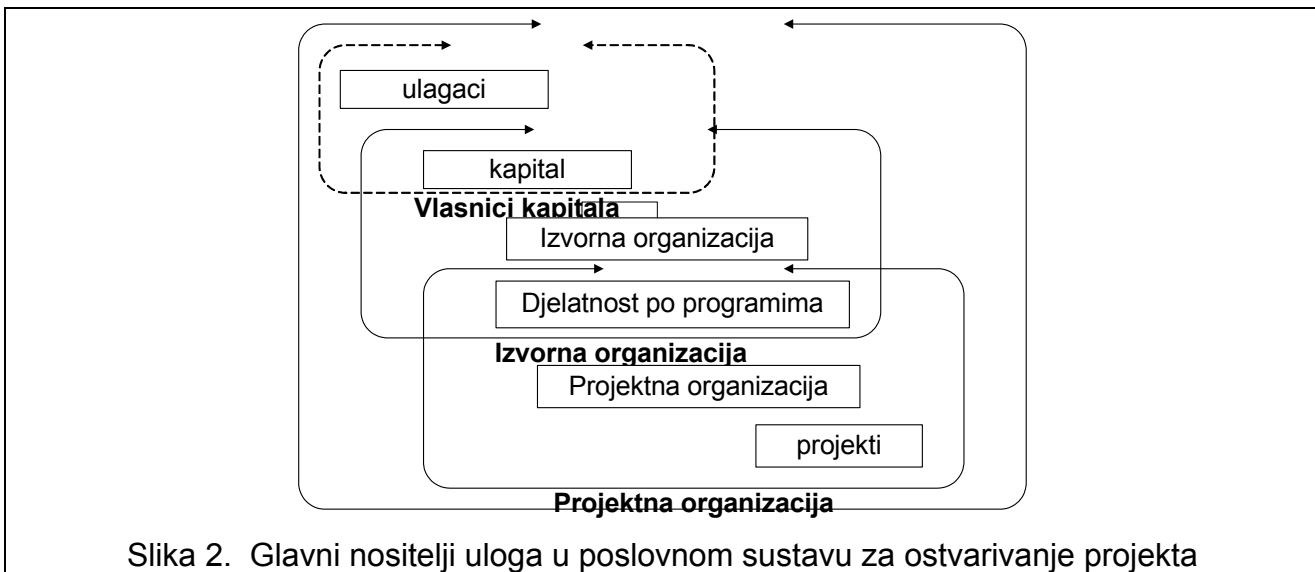 ulagaci
kapital
Vlasnici kapitala
Izvorna organizacija
Djelatnost po programima
Izvorna organizacija
Projektna organizacija
projekti
Projektna organizacija
Slika 2. Glavni nositelji uloga u poslovnom sustavu za ostvarivanje projekta